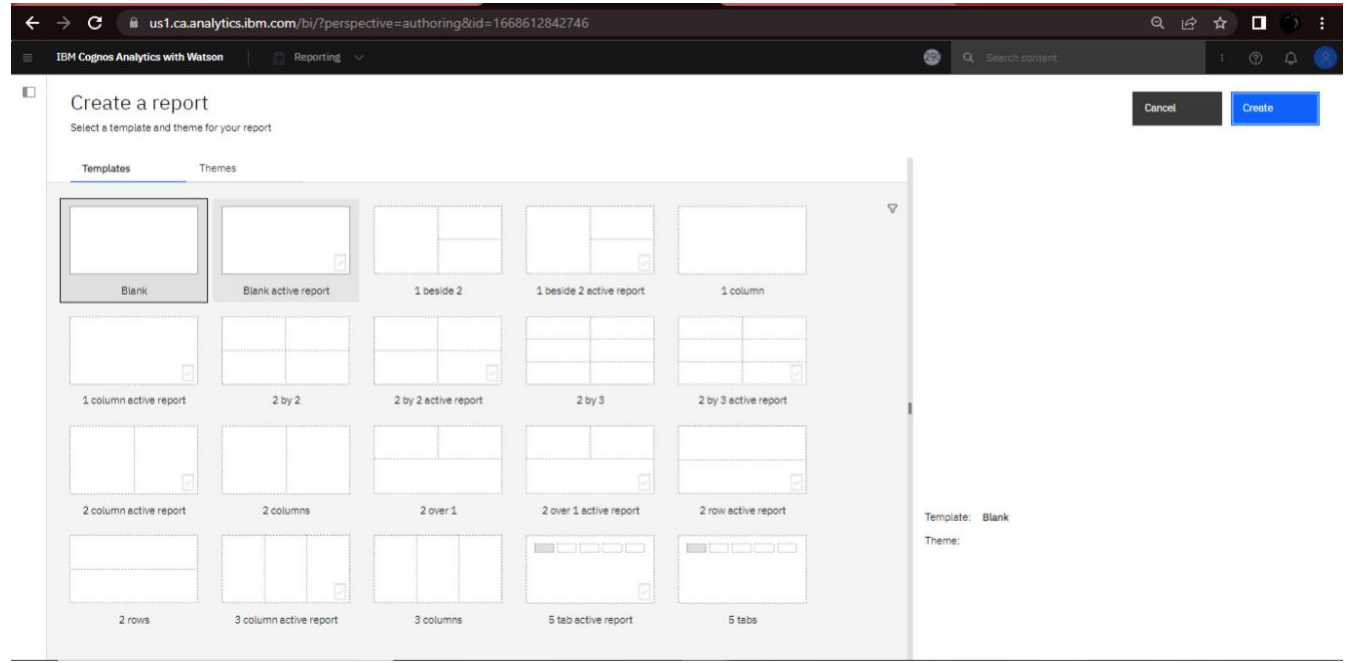 us1.ca.analytics.ibm.com/bi/?perspective=authoring&id=1668612842746
IBM Cognos Analytics with Watson
Reporting
Search content
Create a report
Select a template and theme for your report
Cancel
Create
Templates
Themes
Blank
Blank active report
1 beside 2
1 beside 2 active report
1 column
1 column active report
2 by 2
2 by 2 active report
2 by 3
2 by 3 active report
2 column active report
2 columns
2 over 1
2 over 1 active report
2 row active report
2 rows
3 column active report
3 columns
5 tab active report
5 tabs
Template: Blank
Theme: